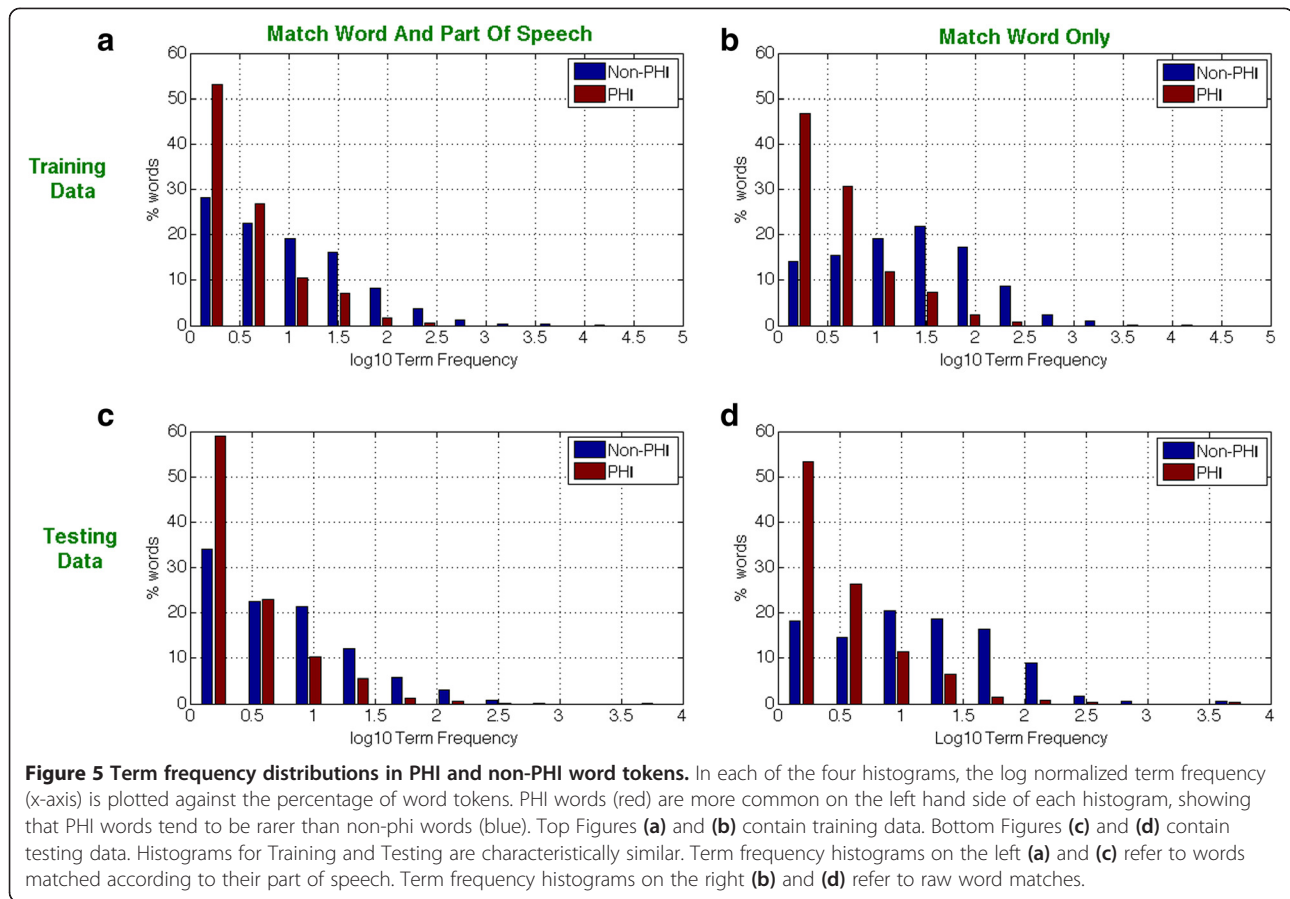 a
Match Word And Part Of Speech
b
Match Word Only
Training
Data
60
50
40
30
20
10
0
% words
Non-PHI
PHI
0 0.5 1 1.5 2 2.5 3 3.5 4 4.5 5
log10 Term Frequency
60
50
40
30
20
10
0
% words
Non-PHI
PHI
0 0.5 1 1.5 2 2.5 3 3.5 4 4.5 5
log10 Term Frequency
c
d
Testing
Data
60
50
40
30
20
10
0
% words
Non-PHI
PHI
0 0.5 1 1.5 2 2.5 3 3.5 4
log10 Term Frequency
60
50
40
30
20
10
0
% words
Non-PHI
PHI
0 0.5 1 1.5 2 2.5 3 3.5 4
Log10 Term Frequency
Figure 5 Term frequency distributions in PHI and non-PHI word tokens. In each of the four histograms, the log normalized term frequency
(x-axis) is plotted against the percentage of word tokens. PHI words (red) are more common on the left hand side of each histogram, showing
that PHI words tend to be rarer than non-phi words (blue). Top Figures (a) and (b) contain training data. Bottom Figures (c) and (d) contain
testing data. Histograms for Training and Testing are characteristically similar. Term frequency histograms on the left (a) and (c) refer to words
matched according to their part of speech. Term frequency histograms on the right (b) and (d) refer to raw word matches.